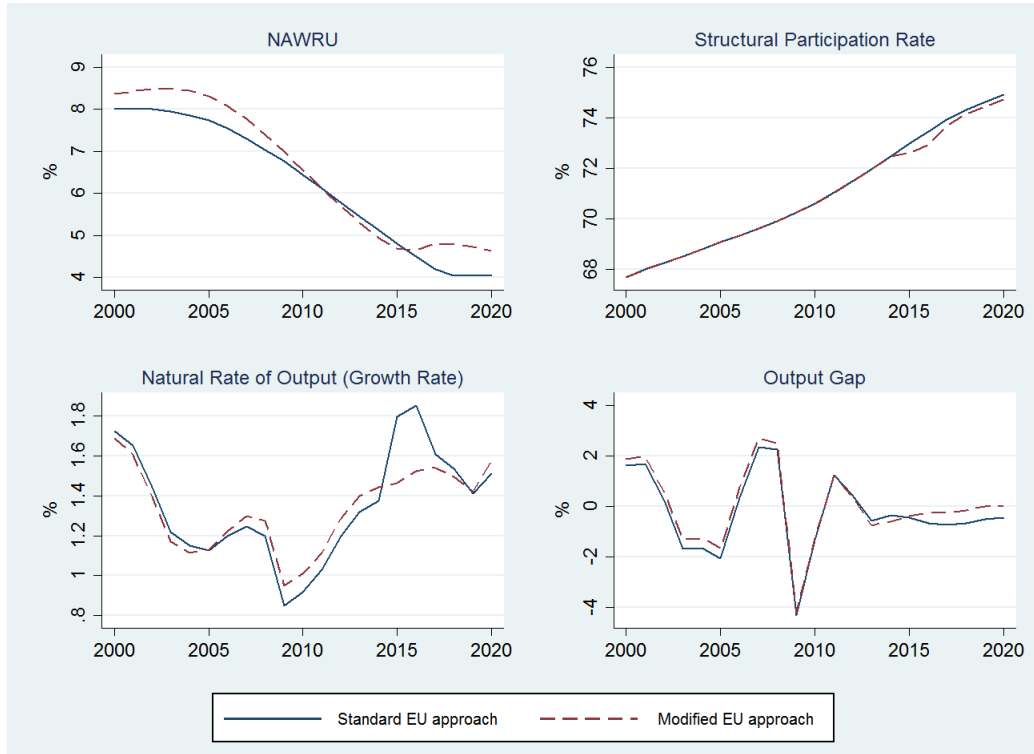 NAWRU
%
9
8
7
6
5
4
2000 2005 2010 2015 2020
Structural Participation Rate
%
76
74
72
70
68
2000 2005 2010 2015 2020
Natural Rate of Output (Growth Rate)
%
1.8
1.6
1.4
1.2
1
.8
2000 2005 2010 2015 2020
Output Gap
%
4
2
0
-2
-4
2000 2005 2010 2015 2020
Standard EU approach Modified EU approach